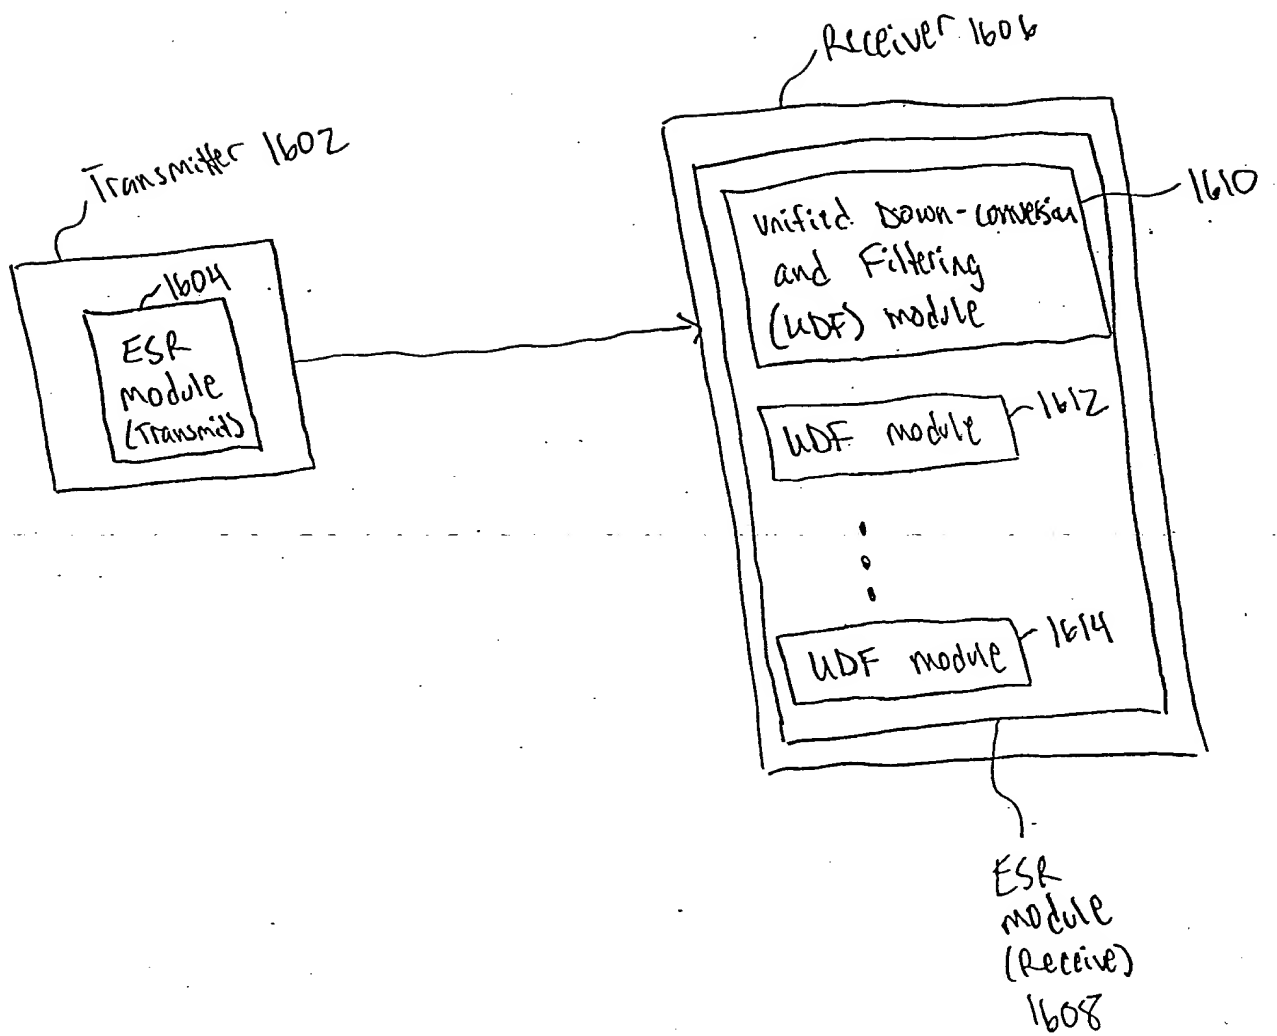 Receiver 1606
Transmitter 1602
1604
ESR
module
(Transmit)
1610
Unified Down-conversion
and Filtering
(UDF) module
1612
UDF module
1614
UDF module
ESR
module
(Receive)
1608